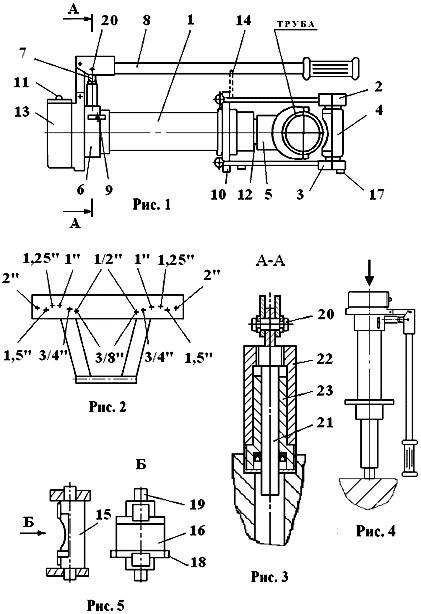 А 20 8 1 14 ТРУБА
7
11
13
2
4
6 9 10 12 5 3 17
А
Рис. 1
1,25" 1" 1/2" 1" 1,25"
2" 2"
1,5" 3/4" 3/8" 3/4" 1,5"
Рис. 2
А-А
20
22
23
21
Рис. 3
Рис. 4
Б
Б 15
19
16
18
Рис. 5